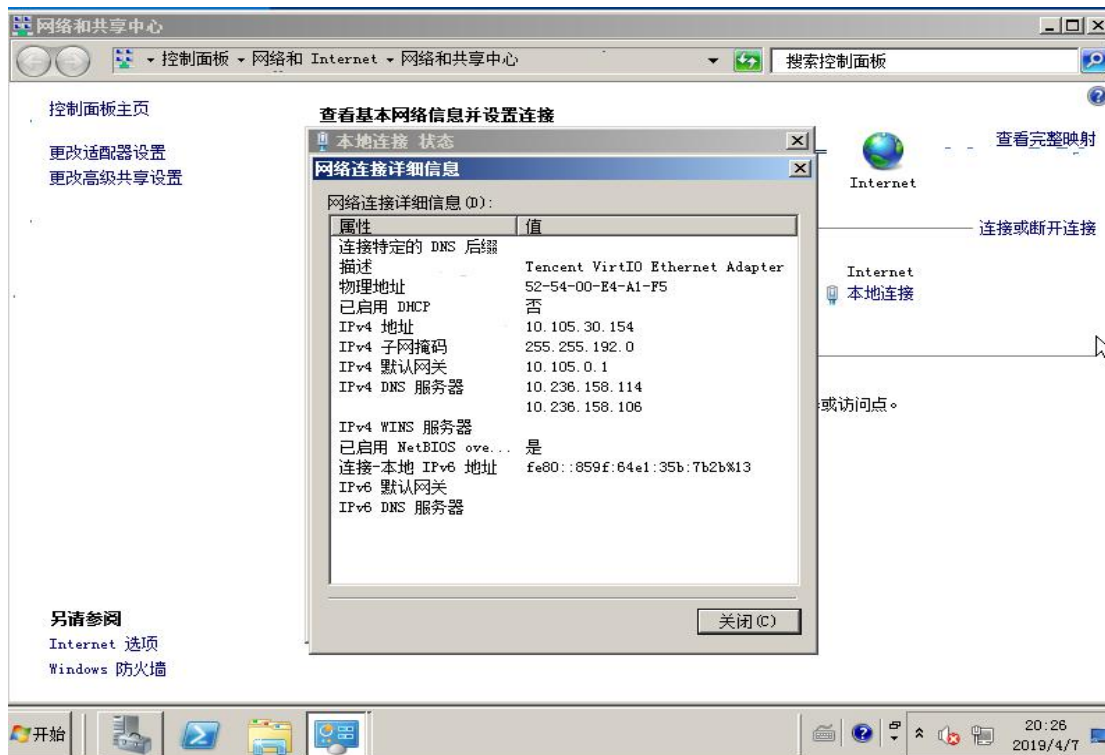 网络和共享中心
控制面板 网络和 Internet 网络和共享中心
搜索控制面板
控制面板主页
更改适配器设置
更改高级共享设置
查看基本网络信息并设置连接
查看完整映射
Internet
连接或断开连接
Internet
本地连接
或访问点。
本地连接 状态
网络连接详细信息
网络连接详细信息(D):
属性 值
连接特定的 DNS 后缀
描述 Tencent VirtIO Ethernet Adapter
物理地址 52-54-00-E4-A1-F5
已启用 DHCP 否
IPv4 地址 10.105.30.154
IPv4 子网掩码 255.255.192.0
IPv4 默认网关 10.105.0.1
IPv4 DNS 服务器 10.236.158.114
10.236.158.106
IPv4 WINS 服务器
已启用 NetBIOS ove... 是
连接-本地 IPv6 地址 fe80::859f:64e1:35b:7b2b%13
IPv6 默认网关
IPv6 DNS 服务器
关闭(C)
另请参阅
Internet 选项
Windows 防火墙
开始
20:26
2019/4/7